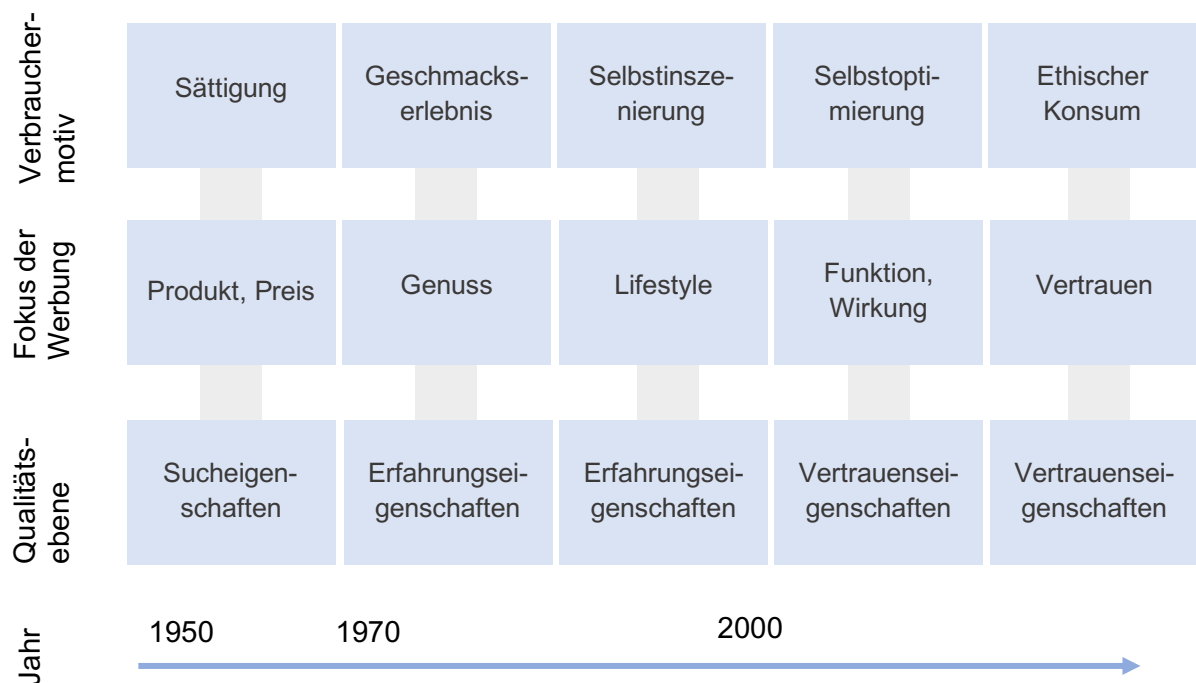 Verbraucher-
motiv
Sättigung
Geschmacks-
erlebnis
Selbstinsze-
nierung
Selbstopti-
mierung
Ethischer
Konsum
Fokus der
Werbung
Produkt, Preis
Genuss
Lifestyle
Funktion,
Wirkung
Vertrauen
Qualitäts-
ebene
Sucheigen-
schaften
Erfahrungsei-
genschaften
Erfahrungsei-
genschaften
Vertrauensei-
genschaften
Vertrauensei-
genschaften
Jahr
1950
1970
2000